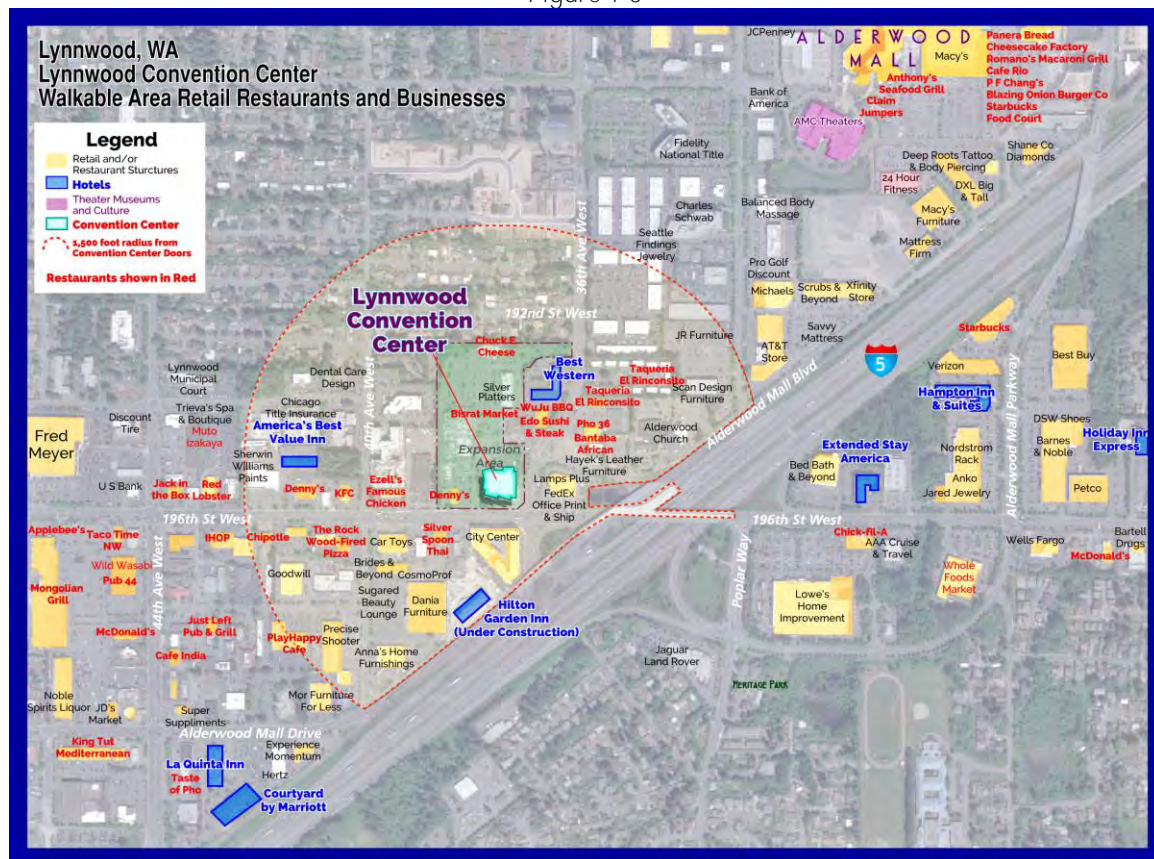 Lynnwood, WA
Lynnwood Convention Center
Walkable Area Retail Restaurants and Businesses
Legend
Retail and/or
Restaurant Sturctures
Hotels
Theater Museums
and Culture
Convention Center
1,500 foot radius from
Convention Center Doors
Restaurants shown in Red
JCPenney
ALDERWOOD
MALL
Macy's
Panera Bread
Cheesecake Factory
Romano's Macaroni Grill
Cafe Rio
P F Chang's
Blazing Onion Burger Co
Starbucks
Food Court
Anthony's
Seafood Grill
Claim
Jumpers
Bank of
America
AMC Theaters
Fidelity
National Title
Deep Roots Tattoo
& Body Piercing
Shane Co
Diamonds
24 Hour
Fitness
DXL Big
& Tall
Charles
Schwab
Balanced Body
Massage
Macy's
Furniture
Mattress
Firm
36th Ave West
Seattle
Findings
Jewelry
Pro Golf
Discount
Michaels
Scrubs &
Beyond
Xfinity
Store
Lynnwood
Convention
Center
192nd St West
Chuck E
Cheese
JR Furniture
AT&T
Store
Savvy
Mattress
Starbucks
5
Verizon
Best Buy
Lynnwood
Municipal
Court
Dental Care
Design
40th Ave West
Silver
Platters
Best
Western
Taqueria
El Rinconsito
Taqueria
El Rinconsito
Scan Design
Furniture
Alderwood Mall Blvd
Hampton Inn
& Suites
Alderwood Mall Parkway
Discount
Tire
Trieva's Spa
& Boutique
Muto
izakaya
Chicago
Title Insurance
America's Best
Value Inn
Bisrat Market
WuJu BBQ
Edo Sushi
& Steak
Pho 36
Bantaba
African
Alderwood
Church
DSW Shoes
Barnes
& Noble
Holiday Inn
Express
Fred
Meyer
Sherwin
Williams
Paints
Expansion
Area
Hayek's Leather
Furniture
Extended Stay
America
Bed Bath
& Beyond
Nordstrom
Rack
Anko
Jared Jewelry
Petco
U S Bank
Jack in
the Box
Red
Lobster
Denny's
KFC
Ezell's
Famous
Chicken
Denny's
Lamps Plus
FedEx
Office Print
& Ship
196th St West
196th St West
Applebee's
Taco Time
NW
IHOP
Chipotle
The Rock
Wood-Fired
Pizza
Car Toys
Silver
Spoon
Thai
City Center
Chick-fil-A
AAA Cruise
& Travel
Wells Fargo
Bartell
Drugs
McDonald's
Wild Wasabi
Pub 44
44th Ave West
Goodwill
Brides &
Beyond
CosmoProf
Poplar Way
Whole
Foods
Market
Mongolian
Grill
Sugared
Beauty
Lounge
Dania
Furniture
Hilton
Garden Inn
(Under Construction)
Lowe's
Home
Improvement
McDonald's
Just Left
Pub & Grill
PlayHappy
Cafe
Precise
Shooter
Cafe India
Anna's Home
Furnishings
Jaguar
Land Rover
Meritage Park
Noble
Spirits Liquor
JD's
Market
Super
Suppliments
Mor Furniture
For Less
Alderwood Mall Drive
King Tut
Mediterranean
Experience
Momentum
La Quinta Inn
Taste
of Pho
Hertz
Courtyard
by Marriott